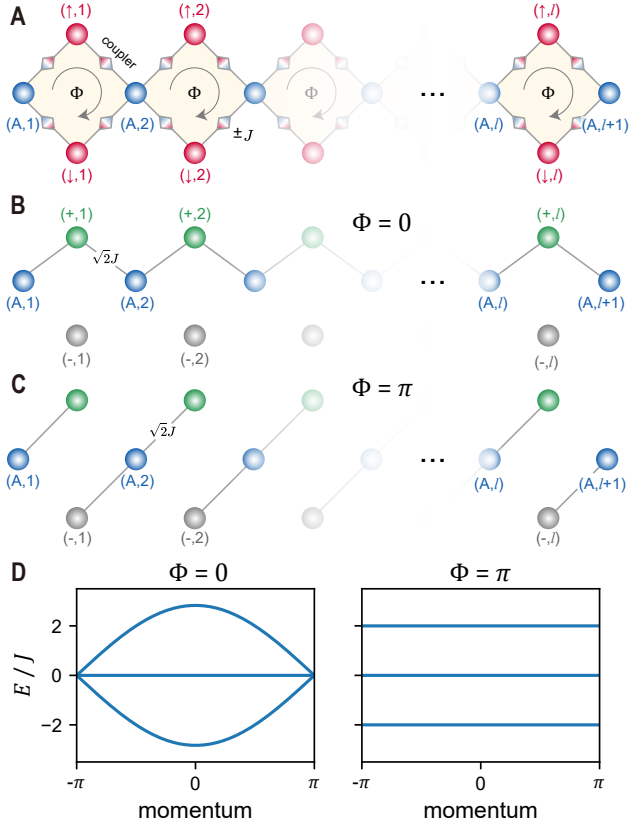 A
(↑,1) (↑,2) (↑,l)
coupler
Φ Φ Φ Φ
(A,1) (A,2) ... (A,l) (A,l+1)
±J
(↓,1) (↓,2) (↓,l)
B
(+,1) (+,2) Φ = 0 (+,l)
√2J
(A,1) (A,2) ... (A,l) (A,l+1)
(-,1) (-,2) (-,l)
C Φ = π
√2J
(A,1) (A,2) ... (A,l) (A,l+1)
(-,1) (-,2) (-,l)
D
Φ = 0 Φ = π
E / J
2
0
−2
-π 0 π -π 0 π
momentum momentum